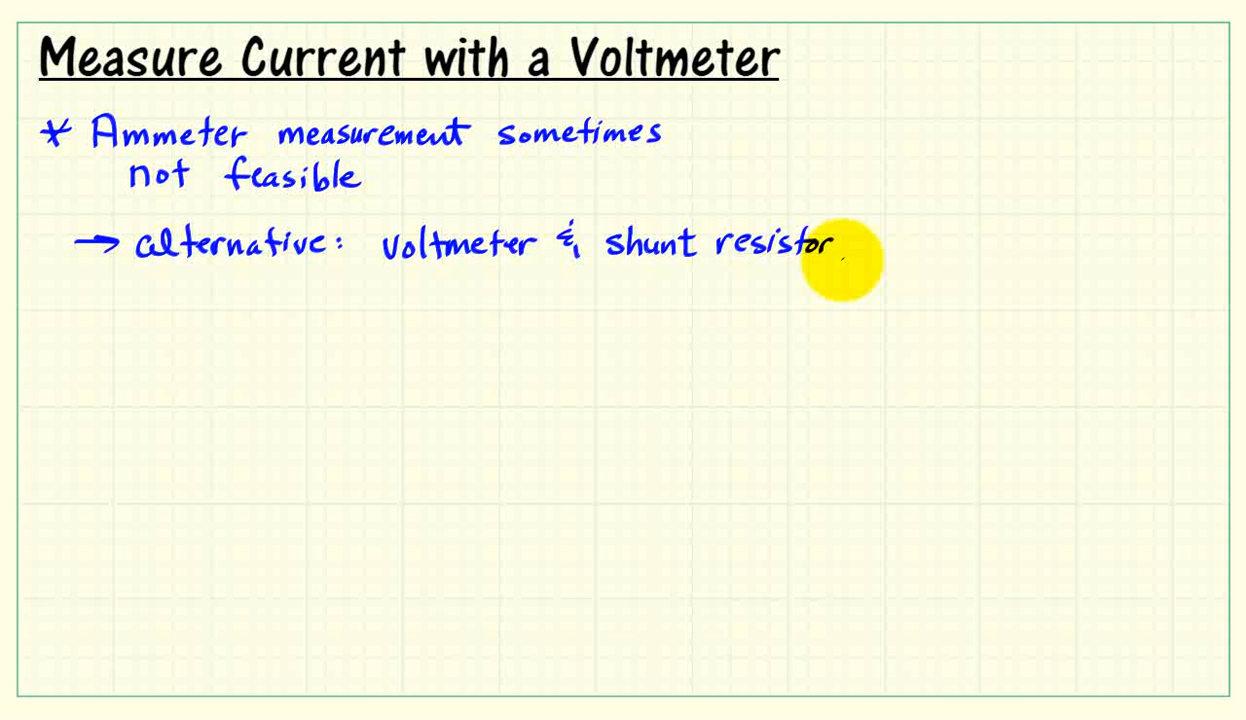 Measure Current with a Voltmeter
* Ammeter measurement sometimes
not feasible
→ alternative: voltmeter & shunt resistor